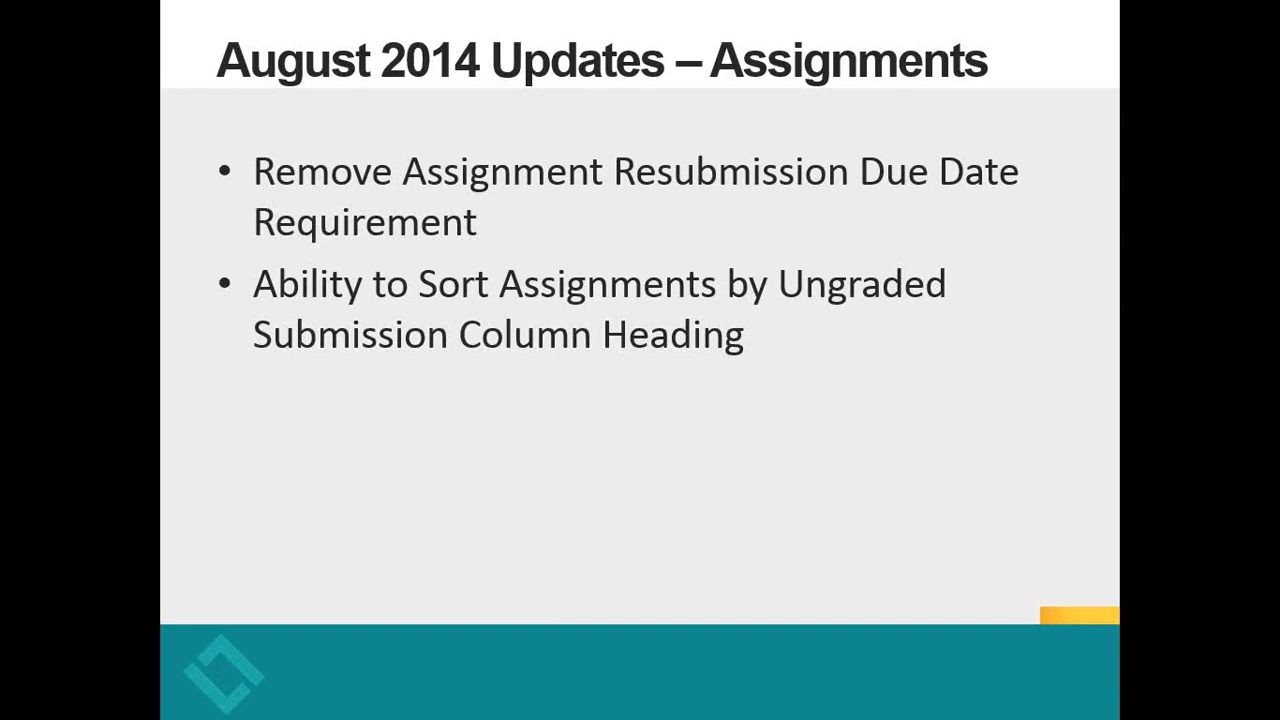 August 2014 Updates – Assignments
• Remove Assignment Resubmission Due Date
Requirement
• Ability to Sort Assignments by Ungraded
Submission Column Heading